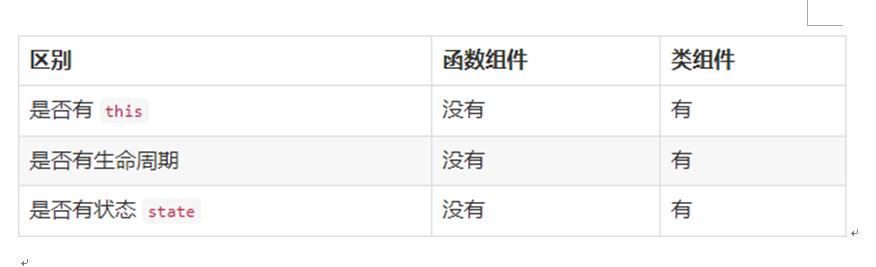 区别 函数组件 类组件
是否有 this 没有 有
是否有生命周期 没有 有
是否有状态 state 没有 有